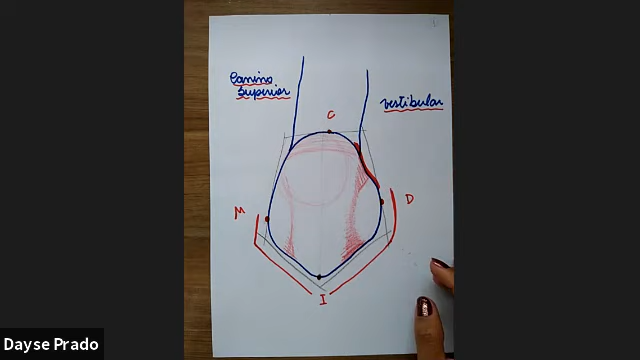 Canino
Superior
Vestibular
C
M
D
I
Dayse Prado